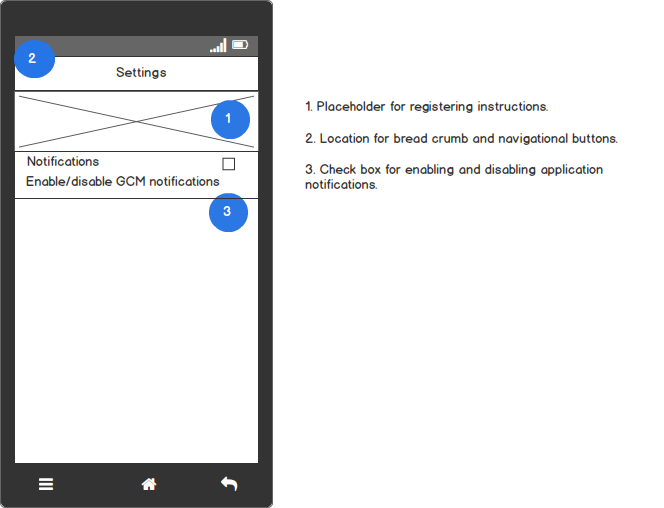 2
Settings
1
Notifications
Enable/disable GCM notifications
3
1. Placeholder for registering instructions.
2. Location for bread crumb and navigational buttons.
3. Check box for enabling and disabling application
notifications.